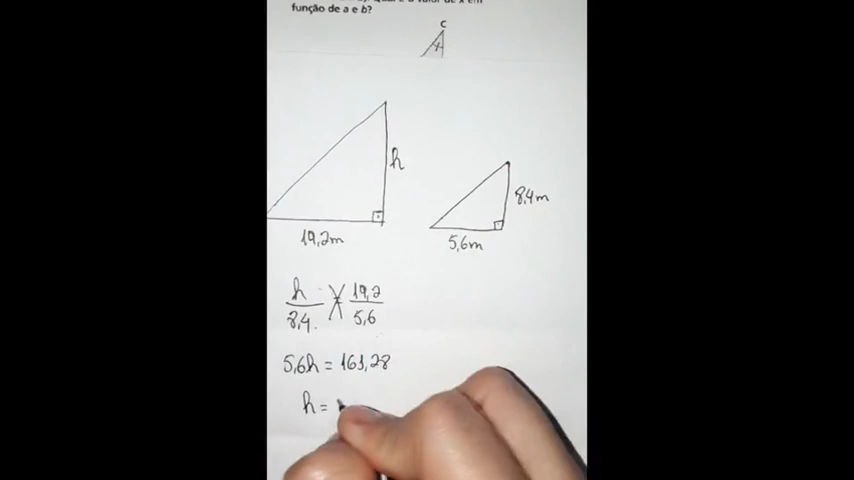 função de a e b?
C
h
8,4m
19,2m
5,6m
h/8,4. 19,2/5,6
5,6h = 161,28
h =